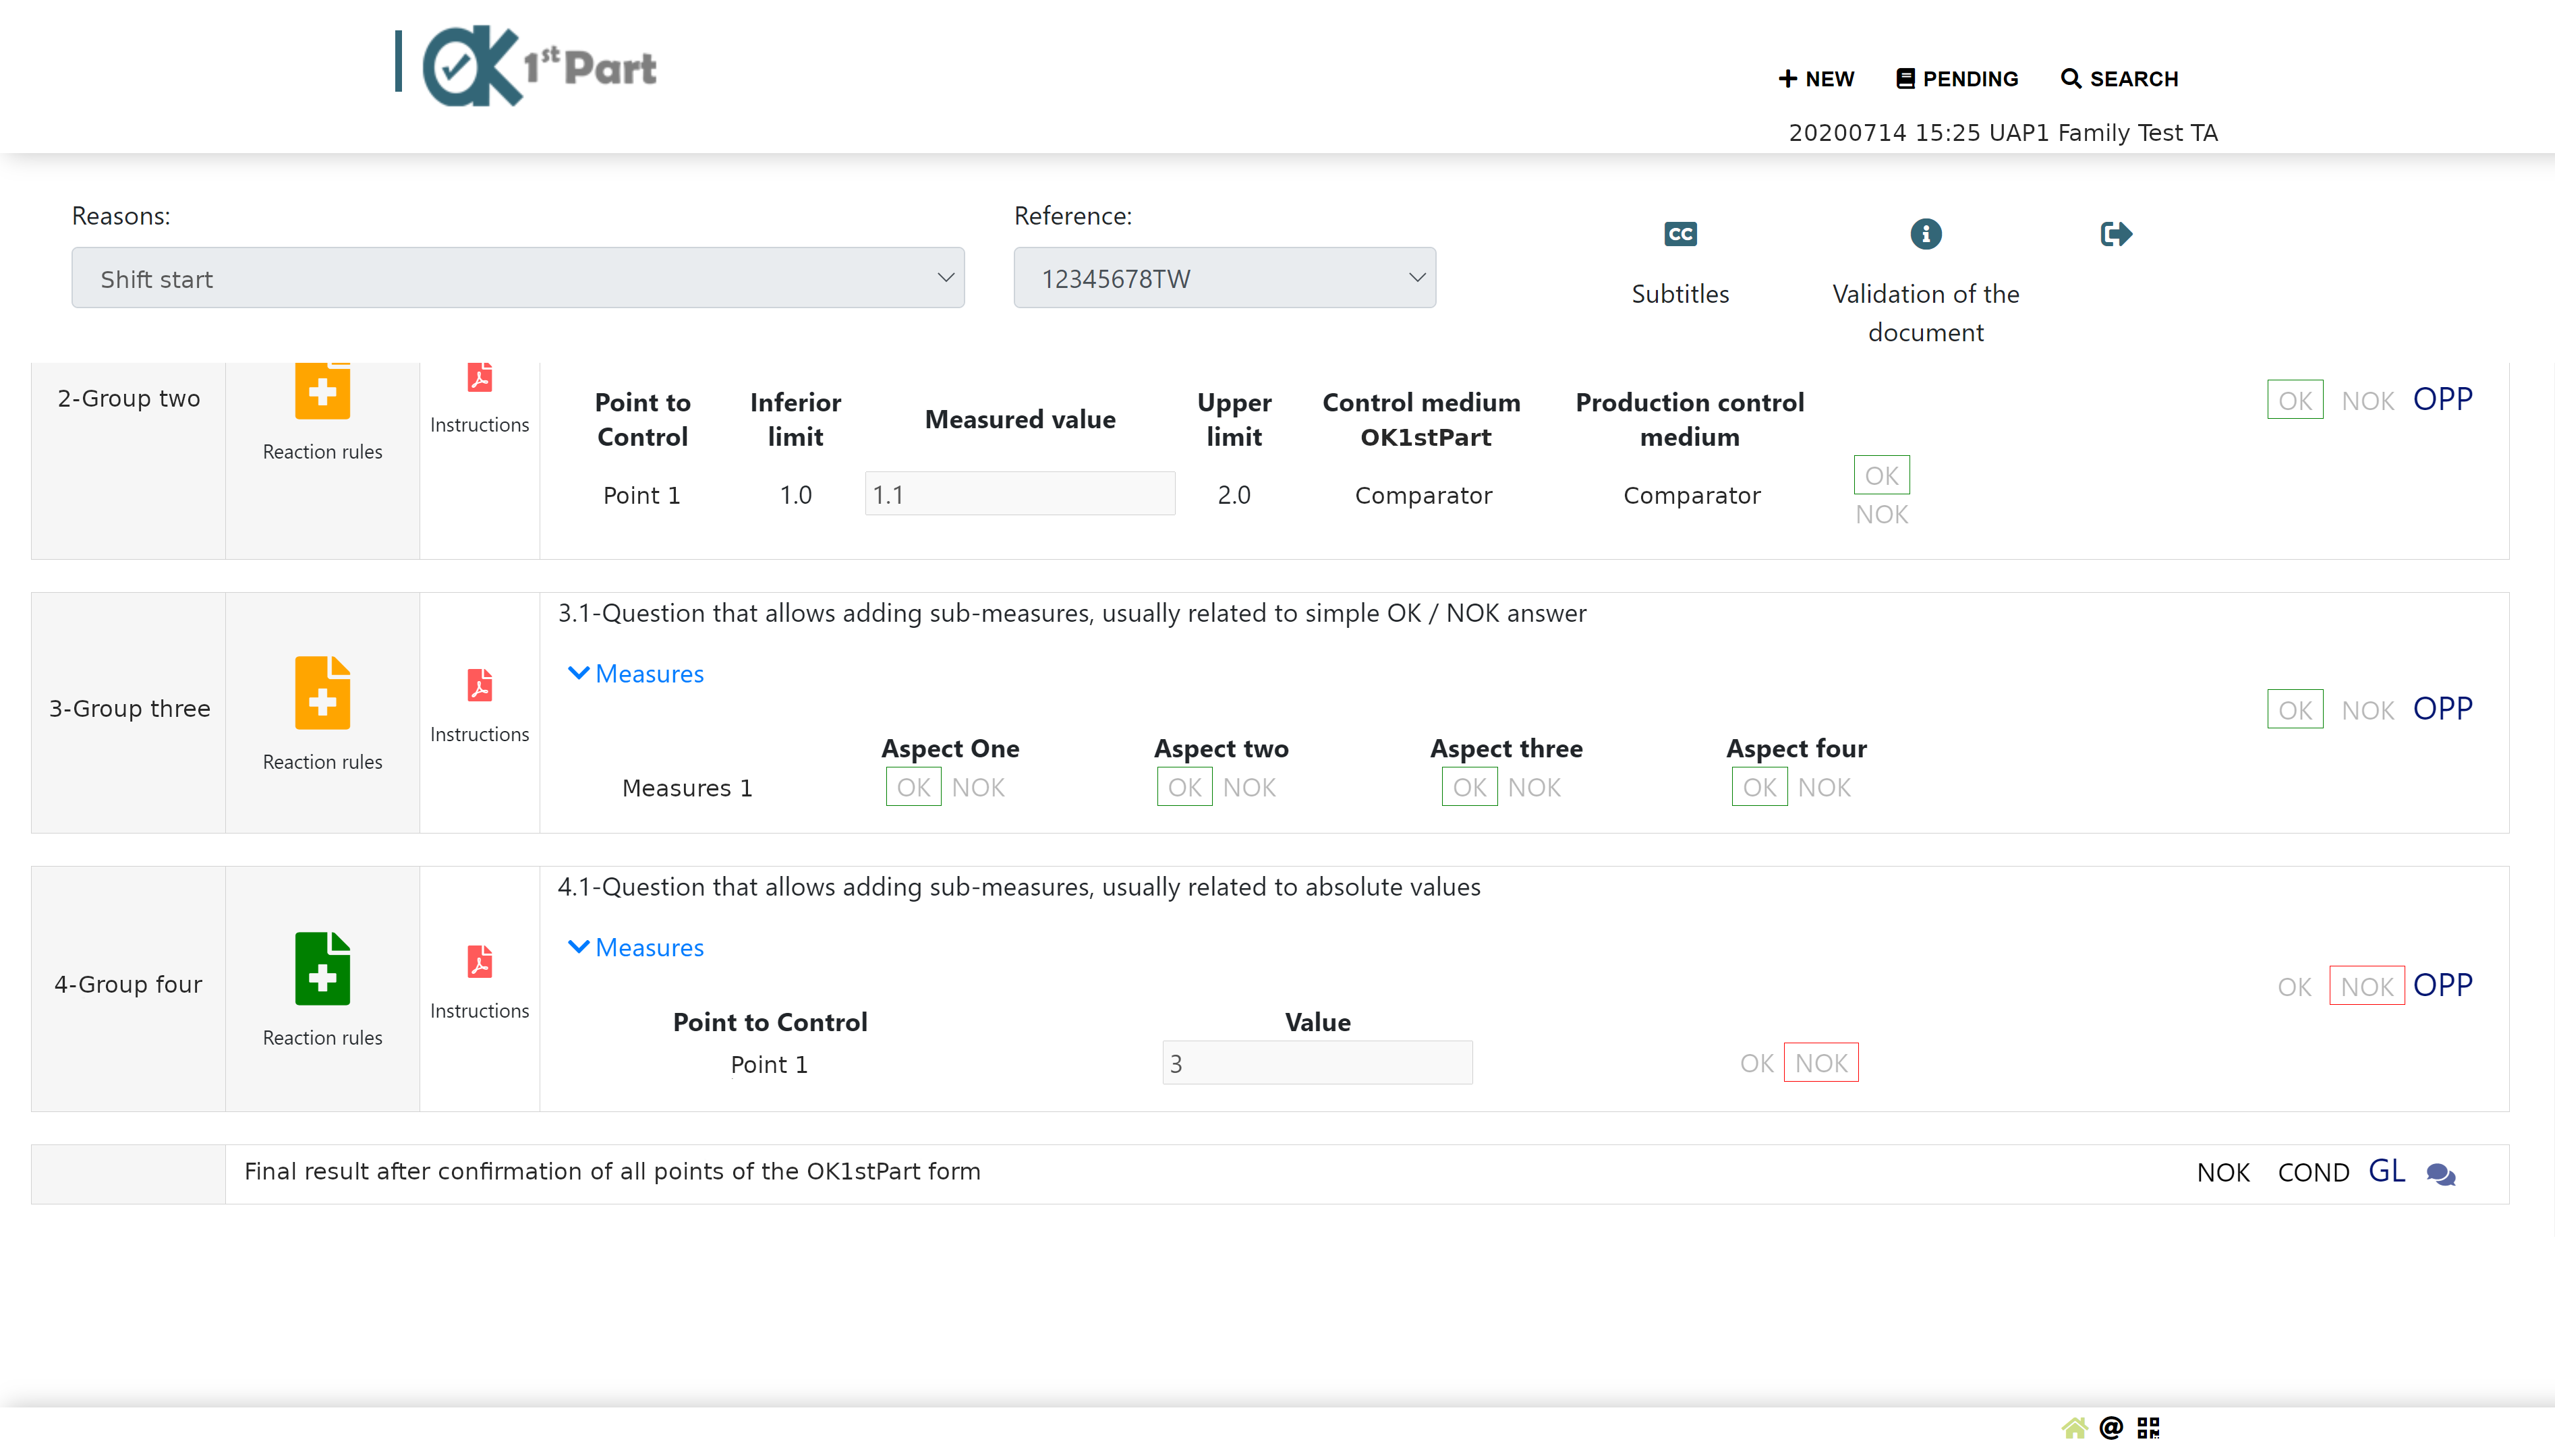 OK 1st Part
NEW PENDING SEARCH
20200714 15:25 UAP1 Family Test TA
Reasons:
Shift start
Reference:
12345678TW
CC
Subtitles
Validation of the
document
2-Group two
Reaction rules
Instructions
Point to
Control
Inferior
limit
Measured value
Upper
limit
Control medium
OK1stPart
Production control
medium
Point 1 1.0 1.1 2.0 Comparator Comparator
OK
NOK
OK NOK OPP
3-Group three
Reaction rules
Instructions
3.1-Question that allows adding sub-measures, usually related to simple OK / NOK answer
Measures
Aspect One Aspect two Aspect three Aspect four
Measures 1 OK NOK OK NOK OK NOK OK NOK
OK NOK OPP
4-Group four
Reaction rules
Instructions
4.1-Question that allows adding sub-measures, usually related to absolute values
Measures
Point to Control Value
Point 1 3 OK NOK
OK NOK OPP
Final result after confirmation of all points of the OK1stPart form NOK COND GL